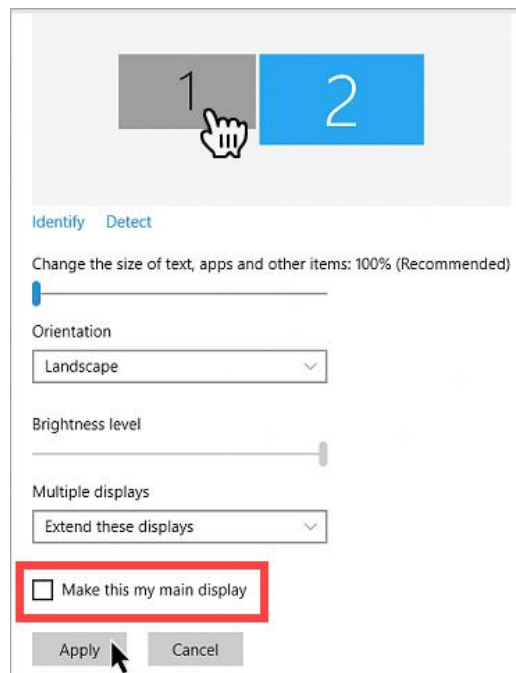 1 2
Identify Detect
Change the size of text, apps and other items: 100% (Recommended)
Orientation
Landscape
Brightness level
Multiple displays
Extend these displays
Make this my main display
Apply Cancel